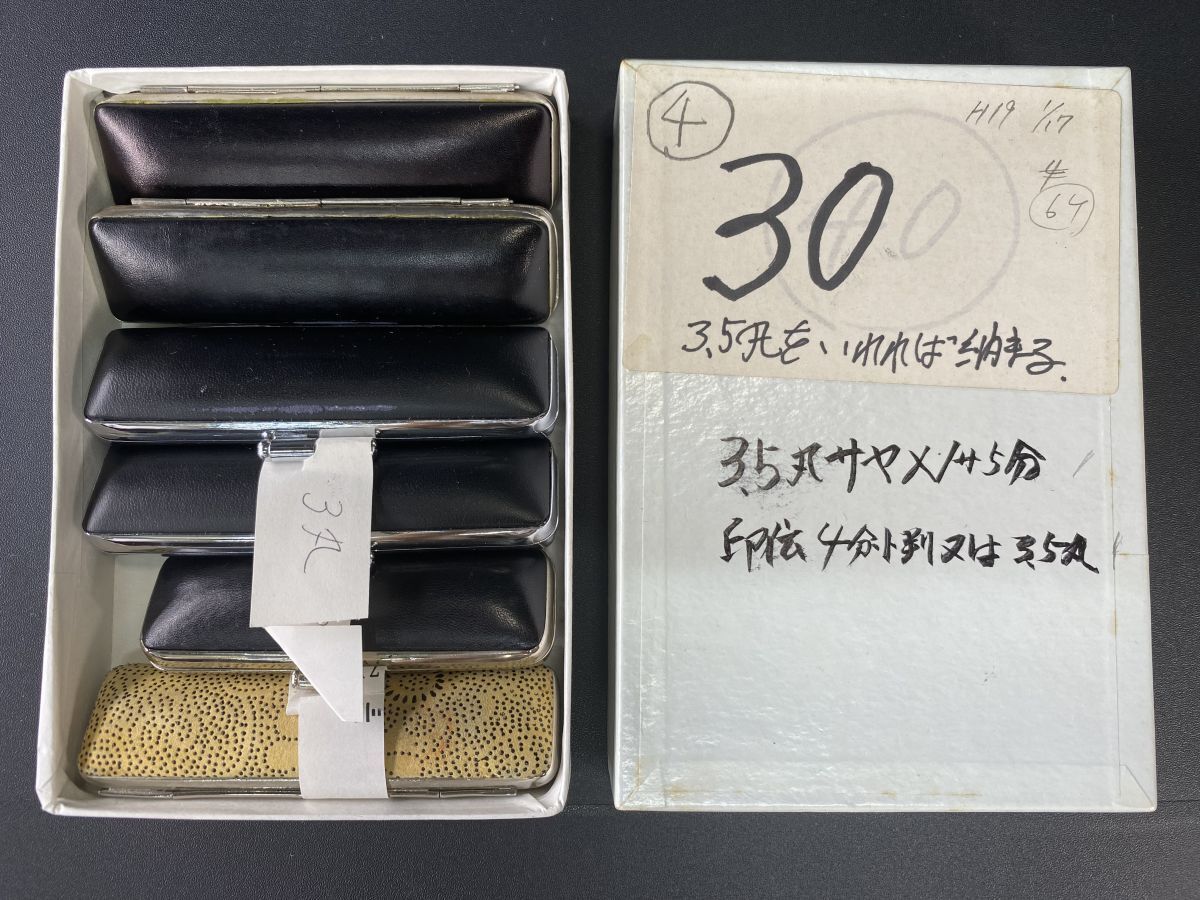 ④
H19 1/17
30
64
3.5丸をいれれば納まる.
3.5丸サヤメノサ5分
印伝 4分小判又は3.5丸
3丸